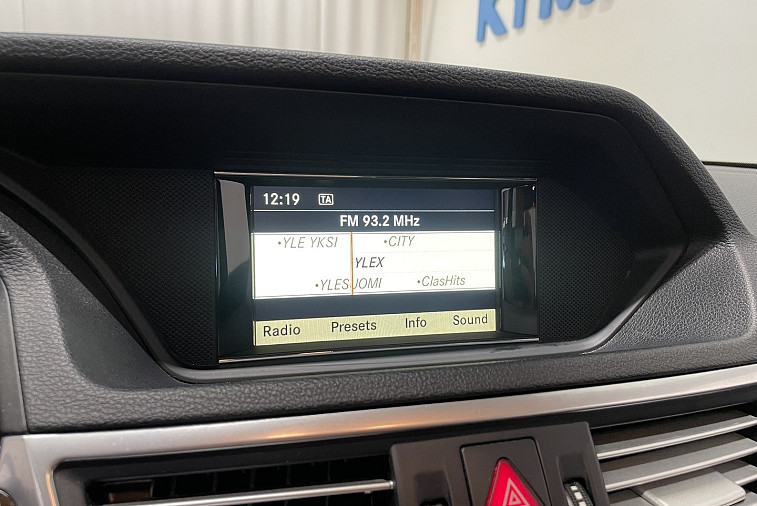 12:19 TA
FM 93.2 MHz
•YLE YKSI •CITY
YLEX
•YLESUOMI •ClasHits
Radio Presets Info Sound